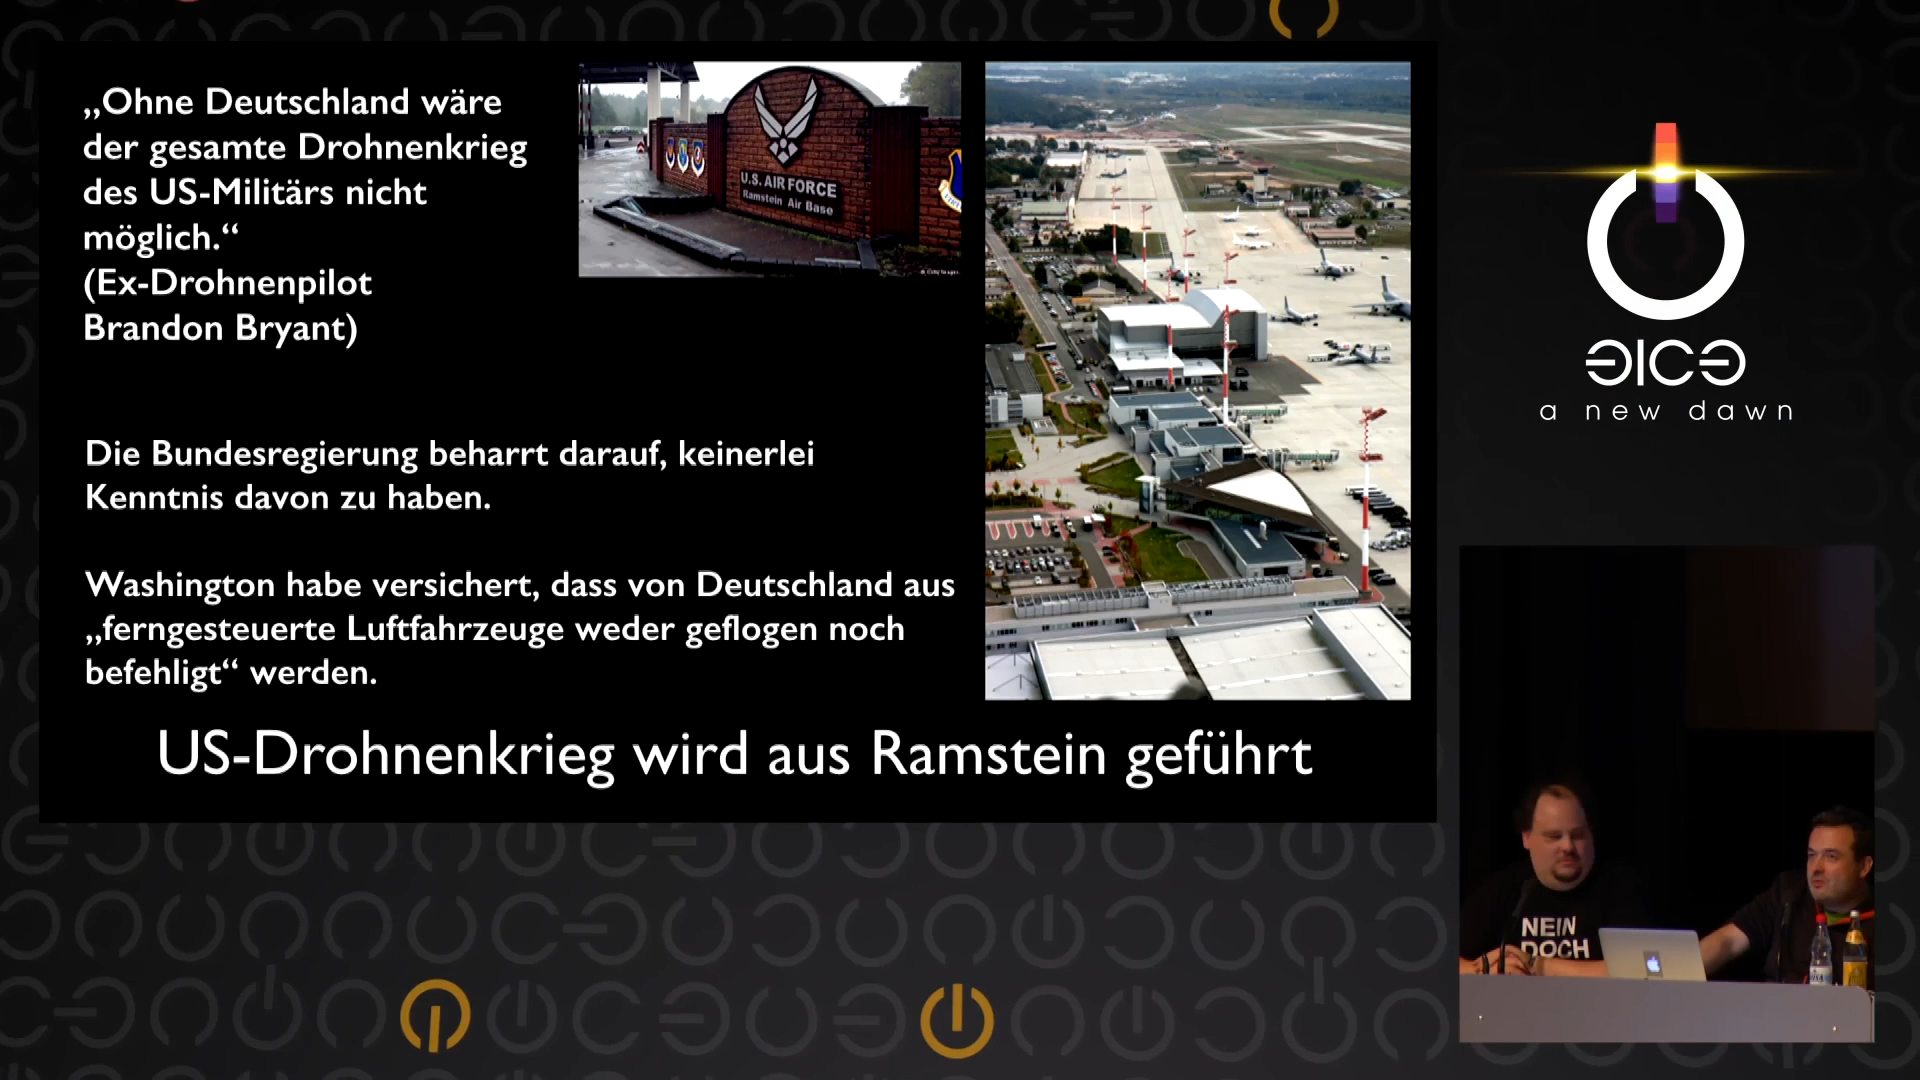 „Ohne Deutschland wäre
der gesamte Drohnenkrieg
des US-Militärs nicht
möglich.“
(Ex-Drohnenpilot
Brandon Bryant)
U.S. AIR FORCE
Ramstein Air Base
Die Bundesregierung beharrt darauf, keinerlei
Kenntnis davon zu haben.
Washington habe versichert, dass von Deutschland aus
„ferngesteuerte Luftfahrzeuge weder geflogen noch
befehligt“ werden.
US-Drohnenkrieg wird aus Ramstein geführt
a new dawn
NEIN
DOCH